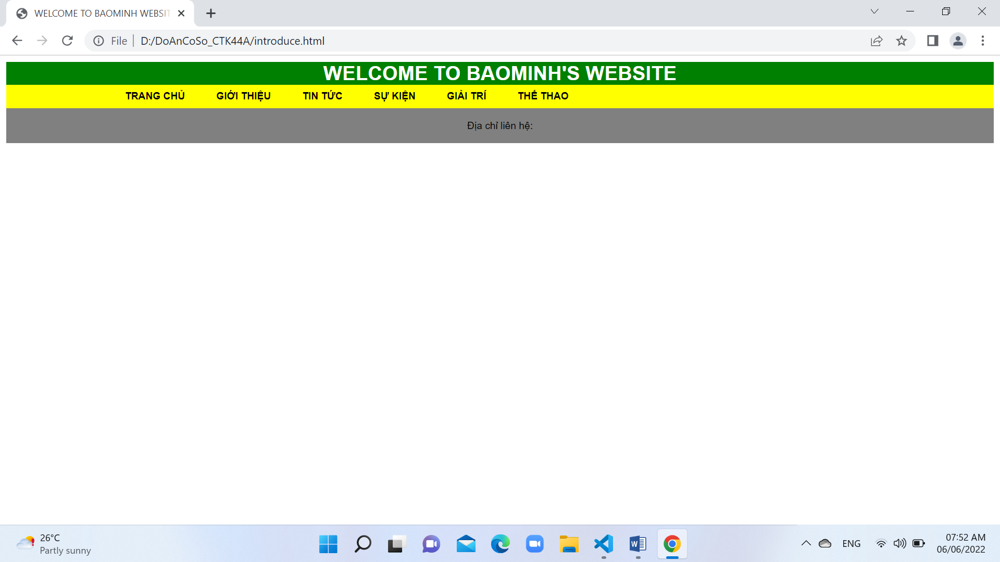 WELCOME TO BAOMINH WEBSIT
File
D:/DoAnCoSo_CTK44A/introduce.html
WELCOME TO BAOMINH'S WEBSITE
TRANG CHỦ GIỚI THIỆU TIN TỨC SỰ KIỆN GIẢI TRÍ THỂ THAO
Địa chỉ liên hệ:
26°C
Partly sunny
W
ENG
07:52 AM
06/06/2022